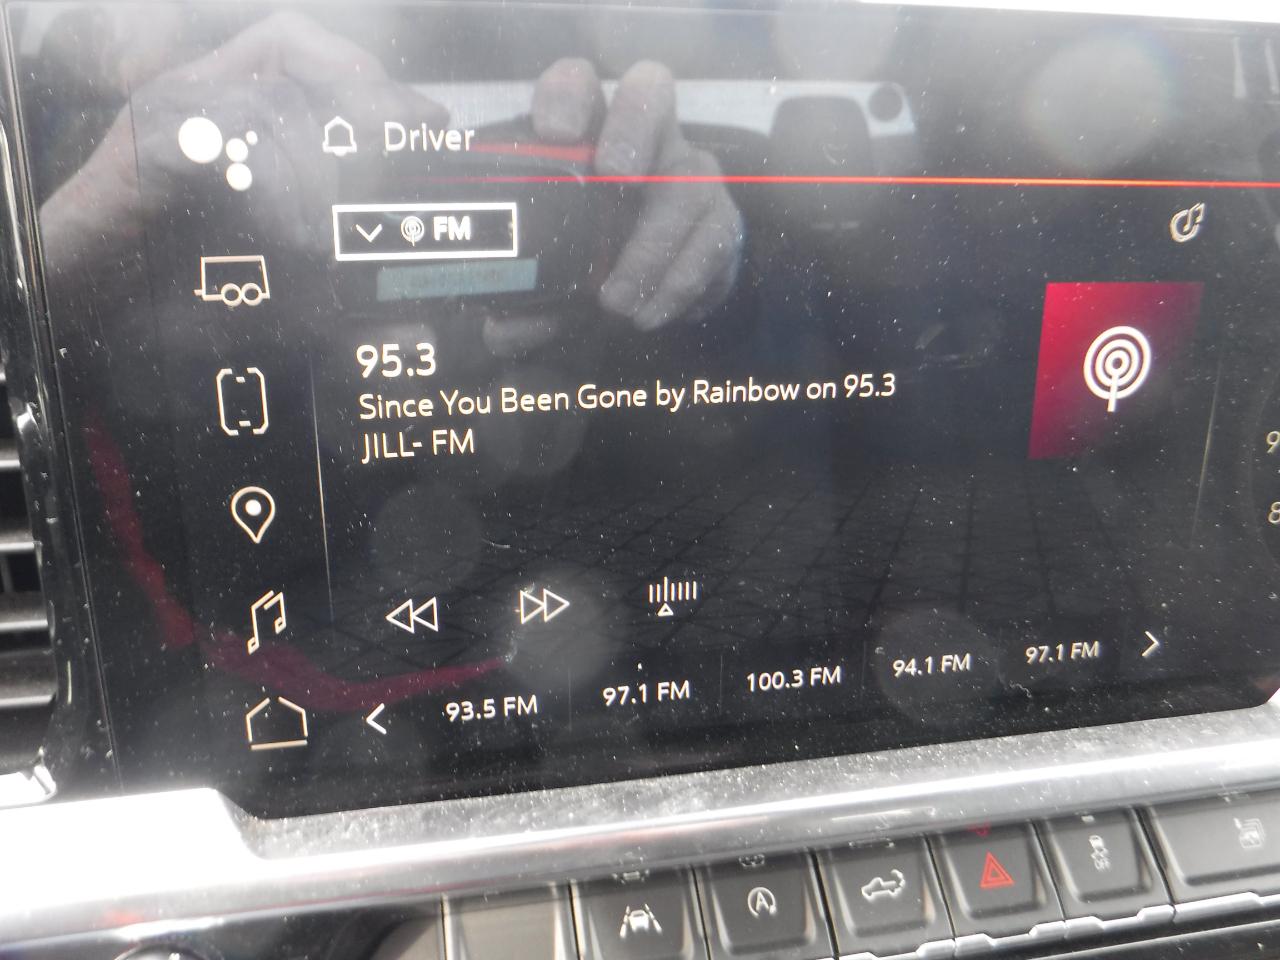 Driver
FM
95.3
Since You Been Gone by Rainbow on 95.3
JILL- FM
93.5 FM
97.1 FM
100.3 FM
94.1 FM
97.1 FM
A